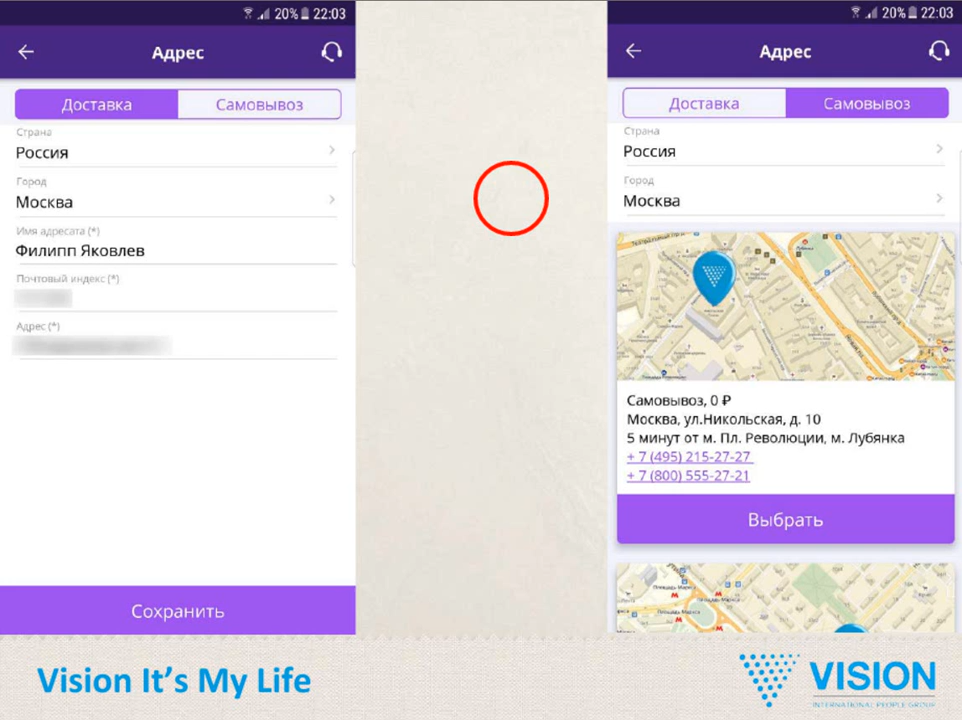 20% 22:03
Адрес
Доставка
Самовывоз
Страна
Россия
Город
Москва
Имя адресата (*)
Филипп Яковлев
Почтовый индекс (*)
Адрес (*)
Сохранить
20% 22:03
Адрес
Доставка
Самовывоз
Страна
Россия
Город
Москва
Самовывоз, 0 ₽
Москва, ул.Никольская, д. 10
5 минут от м. Пл. Революции, м. Лубянка
+ 7 (495) 215-27-27
+ 7 (800) 555-27-21
Выбрать
Vision It’s My Life
VISION
INTERNATIONAL PEOPLE GROUP